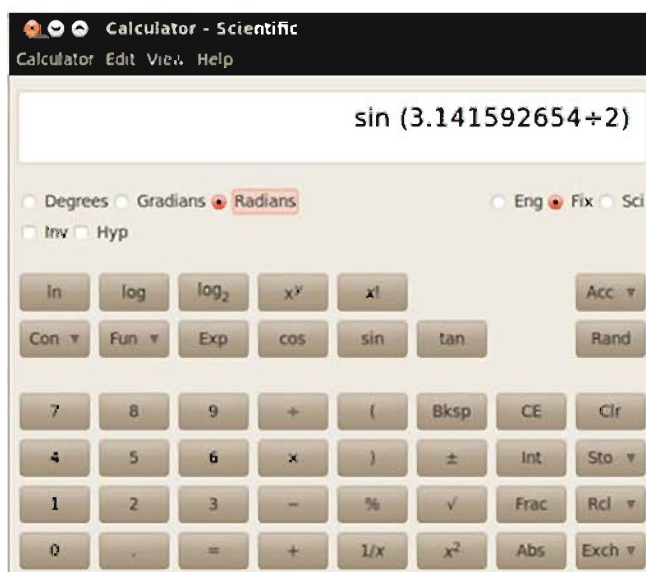 Calculator - Scientific
Calculator Edit View Help
sin (3.141592654÷2)
Degrees Gradians Radians Eng Fix Sci
Inv Hyp
ln log log₂ xʸ x! Acc
Con Fun Exp cos sin tan Rand
7 8 9 ÷ ( Bksp CE Clr
4 5 6 × ) ± Int Sto
1 2 3 − % √ Frac Rcl
0 . = + 1/x x² Abs Exch